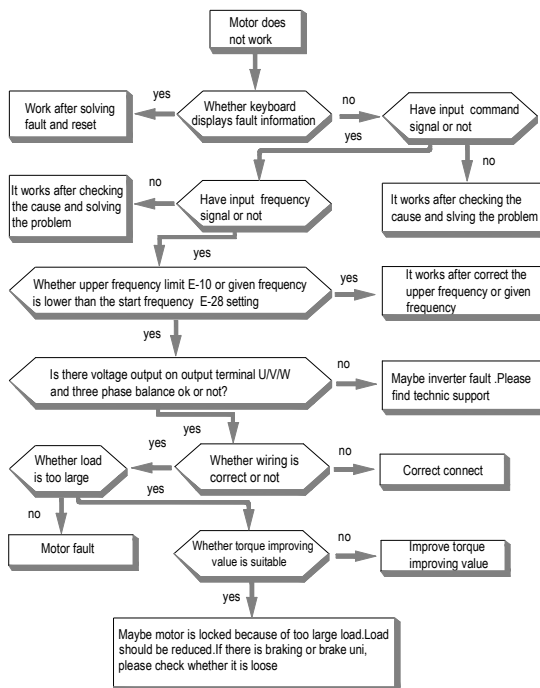 Motor does
not work
yes
Whether keyboard
displays fault information
no
Work after solving
fault and reset
Have input command
signal or not
yes
no
It works after checking
the cause and solving
the problem
no
Have input frequency
signal or not
It works after checking the
cause and slving the problem
yes
Whether upper frequency limit E-10 or given frequency
is lower than the start frequency E-28 setting
yes
It works after correct the
upper frequency or given
frequency
yes
Is there voltage output on output terminal U/V/W
and three phase balance ok or not?
no
Maybe inverter fault .Please
find technic support
yes
Whether load
is too large
yes
Whether wiring is
correct or not
no
Correct connect
yes
no
Motor fault
Whether torque improving
value is suitable
no
Improve torque
improving value
yes
Maybe motor is locked because of too large load.Load
should be reduced.If there is braking or brake uni,
please check whether it is loose